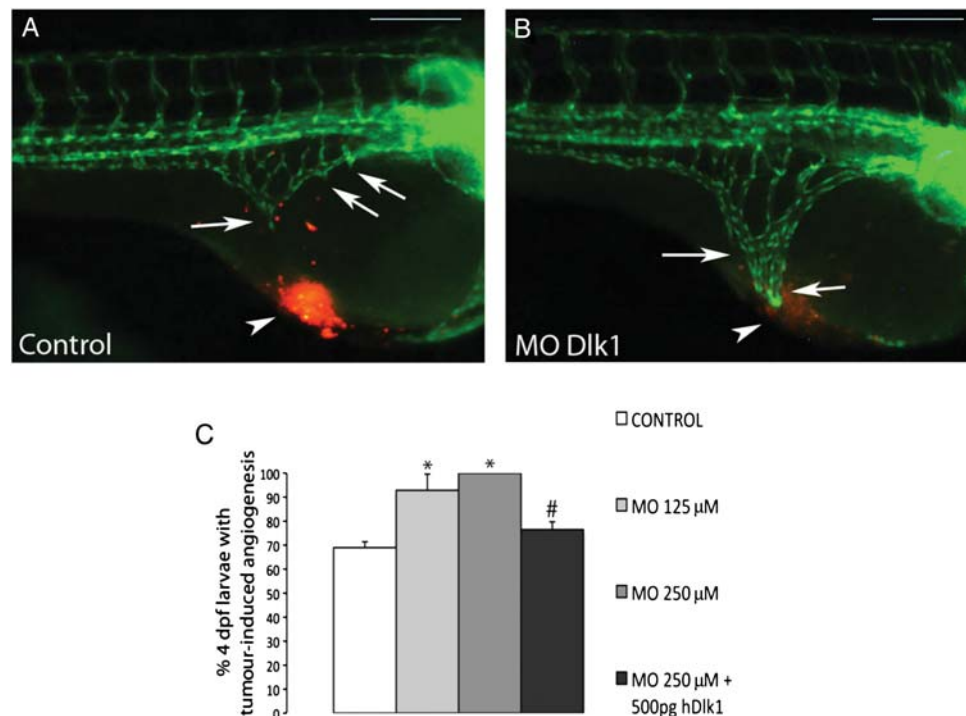 A
Control
B
MO Dlk1
C
% 4 dpf larvae with
tumour-induced angiogenesis
100
90
80
70
60
50
40
30
20
10
0
*
*
#
CONTROL
MO 125 µM
MO 250 µM
MO 250 µM +
500pg hDlk1